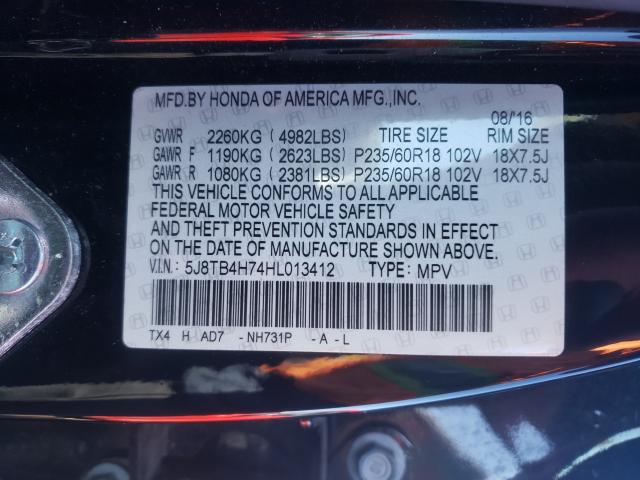 MFD.BY HONDA OF AMERICA MFG.,INC.
08/'16
GVWR 2260KG (4982LBS) TIRE SIZE RIM SIZE
GAWR F 1190KG (2623LBS) P235/60R18 102V 18X7.5J
GAWR R 1080KG (2381LBS) P235/60R18 102V 18X7.5J
THIS VEHICLE CONFORMS TO ALL APPLICABLE
FEDERAL MOTOR VEHICLE SAFETY
AND THEFT PREVENTION STANDARDS IN EFFECT
ON THE DATE OF MANUFACTURE SHOWN ABOVE.
V.I.N.: 5J8TB4H74HL013412 TYPE: MPV
TX4 H AD7 -NH731P -A-L